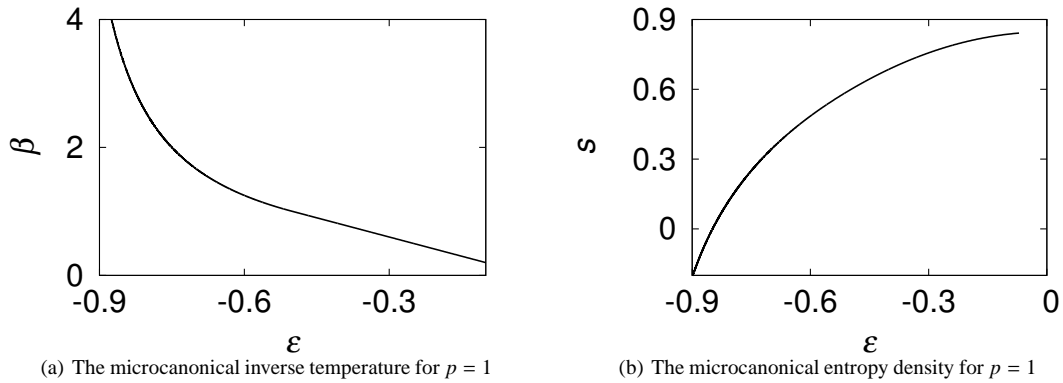 4
2
0
β
-0.9
-0.6
-0.3
ε
(a) The microcanonical inverse temperature for p = 1
0.9
0.6
0.3
0
s
-0.9
-0.6
-0.3
0
ε
(b) The microcanonical entropy density for p = 1